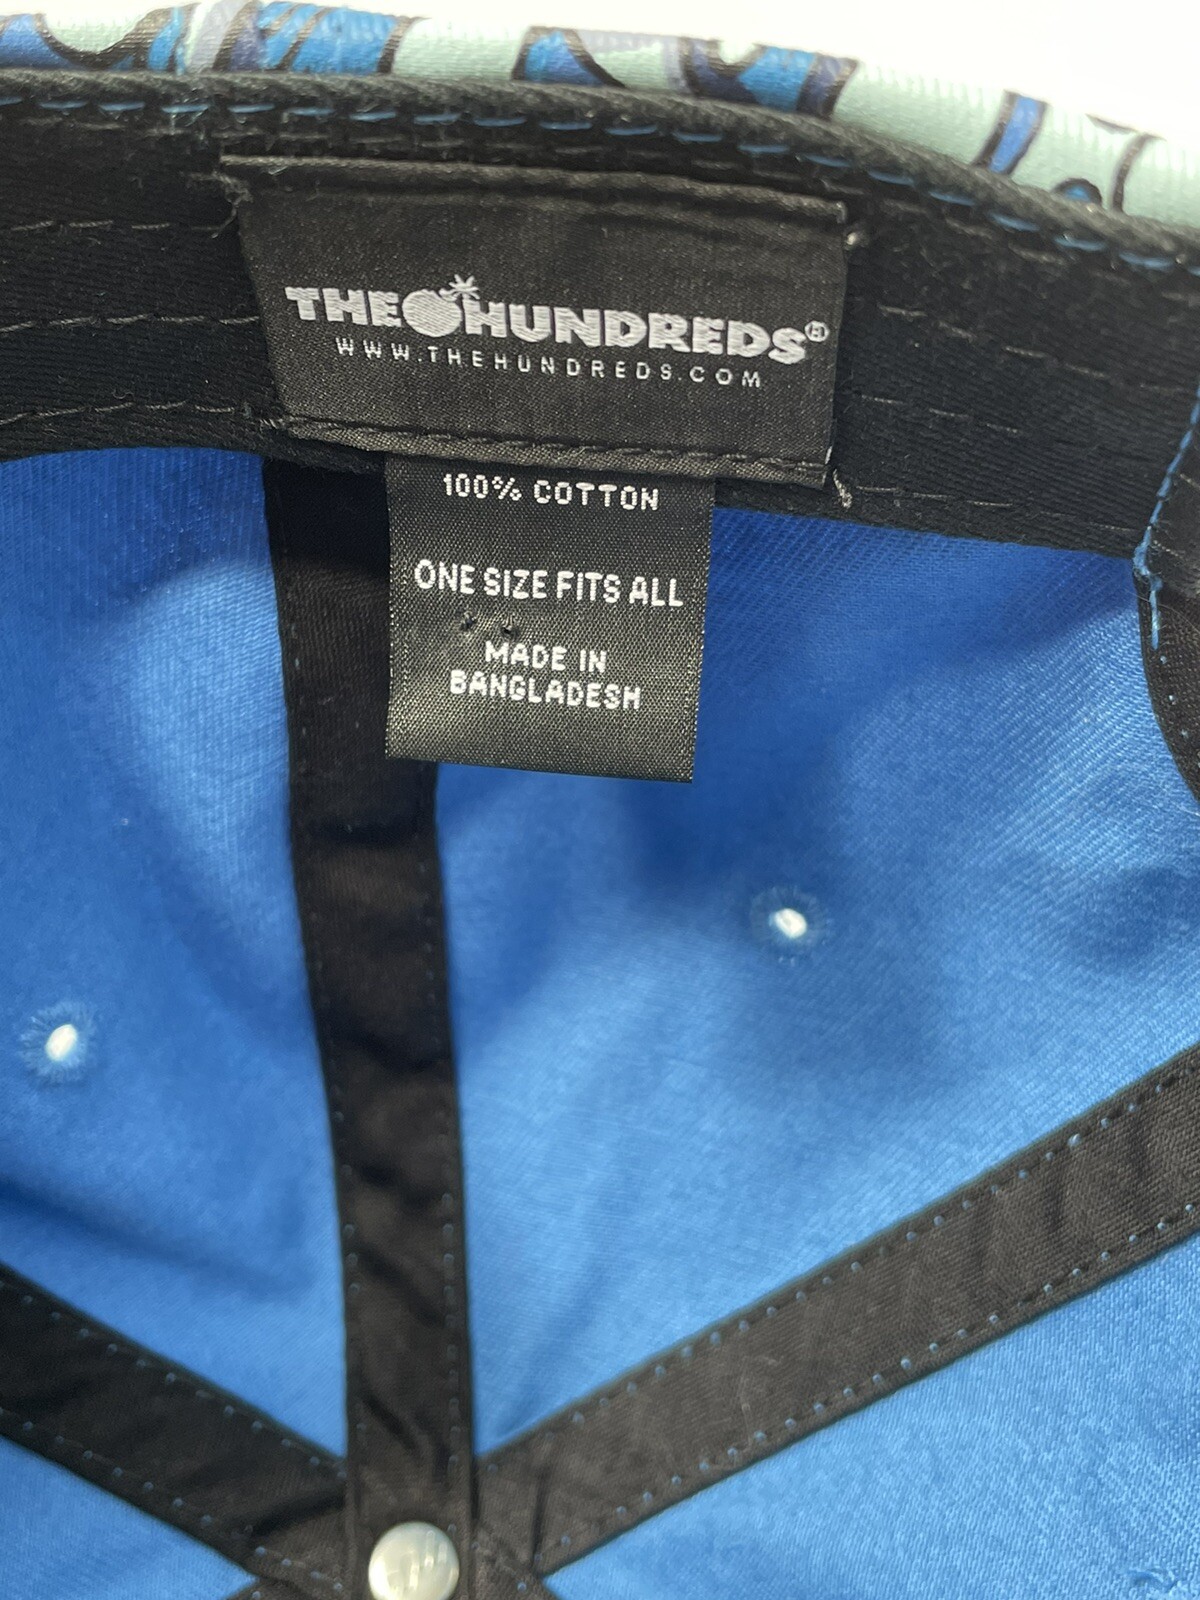 THE HUNDREDS®
WWW.THEHUNDREDS.COM
100% COTTON
ONE SIZE FITS ALL
MADE IN
BANGLADESH